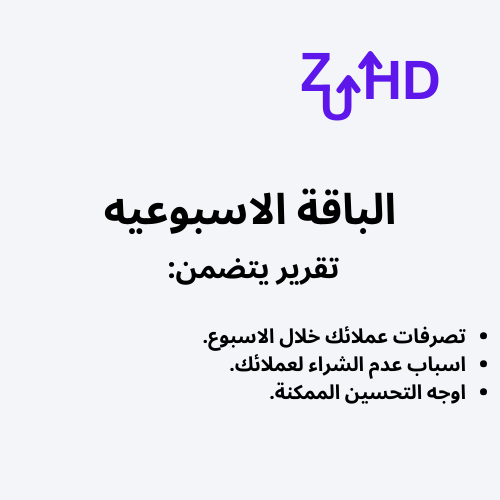 ZUHD
الباقة الاسبوعيه
تقرير يتضمن:
• تصرفات عملائك خلال الاسبوع.
• اسباب عدم الشراء لعملائك.
• اوجه التحسين الممكنة.